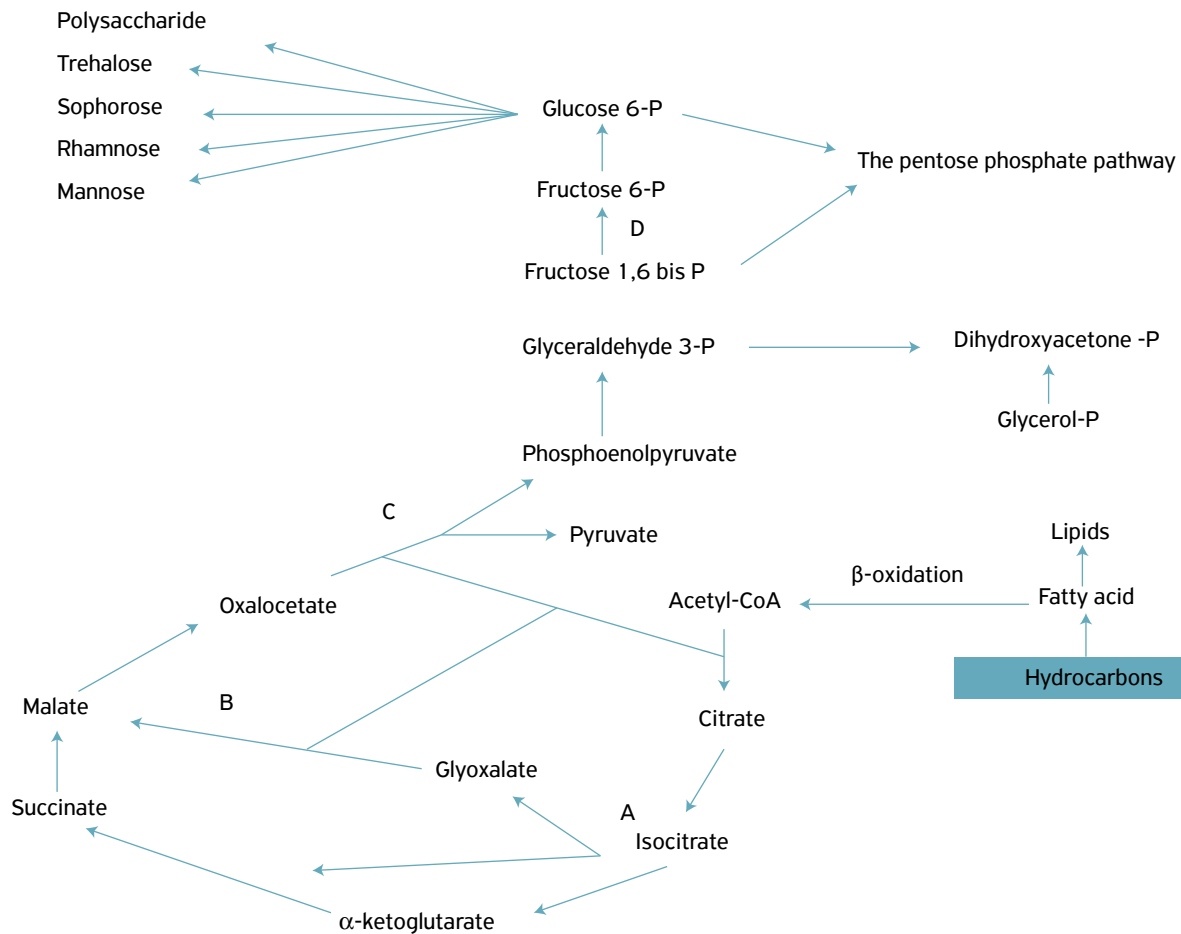 Polysaccharide
Trehalose
Sophorose
Rhamnose
Mannose
Glucose 6-P
The pentose phosphate pathway
Fructose 6-P
D
Fructose 1,6 bis P
Glyceraldehyde 3-P
Dihydroxyacetone -P
Glycerol-P
Phosphoenolpyruvate
C
Pyruvate
Lipids
β-oxidation
Oxalocetate
Acetyl-CoA
Fatty acid
Hydrocarbons
Malate
B
Citrate
Glyoxalate
Succinate
A
Isocitrate
α-ketoglutarate